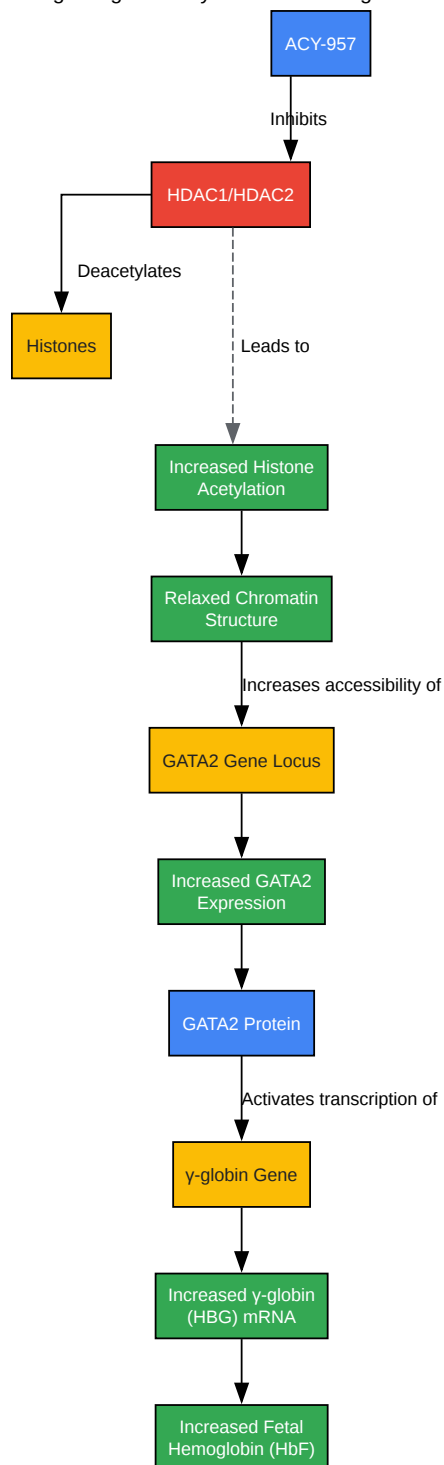 ACY-957
Inhibits
HDAC1/HDAC2
Deacetylates
Histones
Leads to
Increased Histone
Acetylation
Relaxed Chromatin
Structure
Increases accessibility of
GATA2 Gene Locus
Increased GATA2
Expression
GATA2 Protein
Activates transcription of
γ-globin Gene
Increased γ-globin
(HBG) mRNA
Increased Fetal
Hemoglobin (HbF)